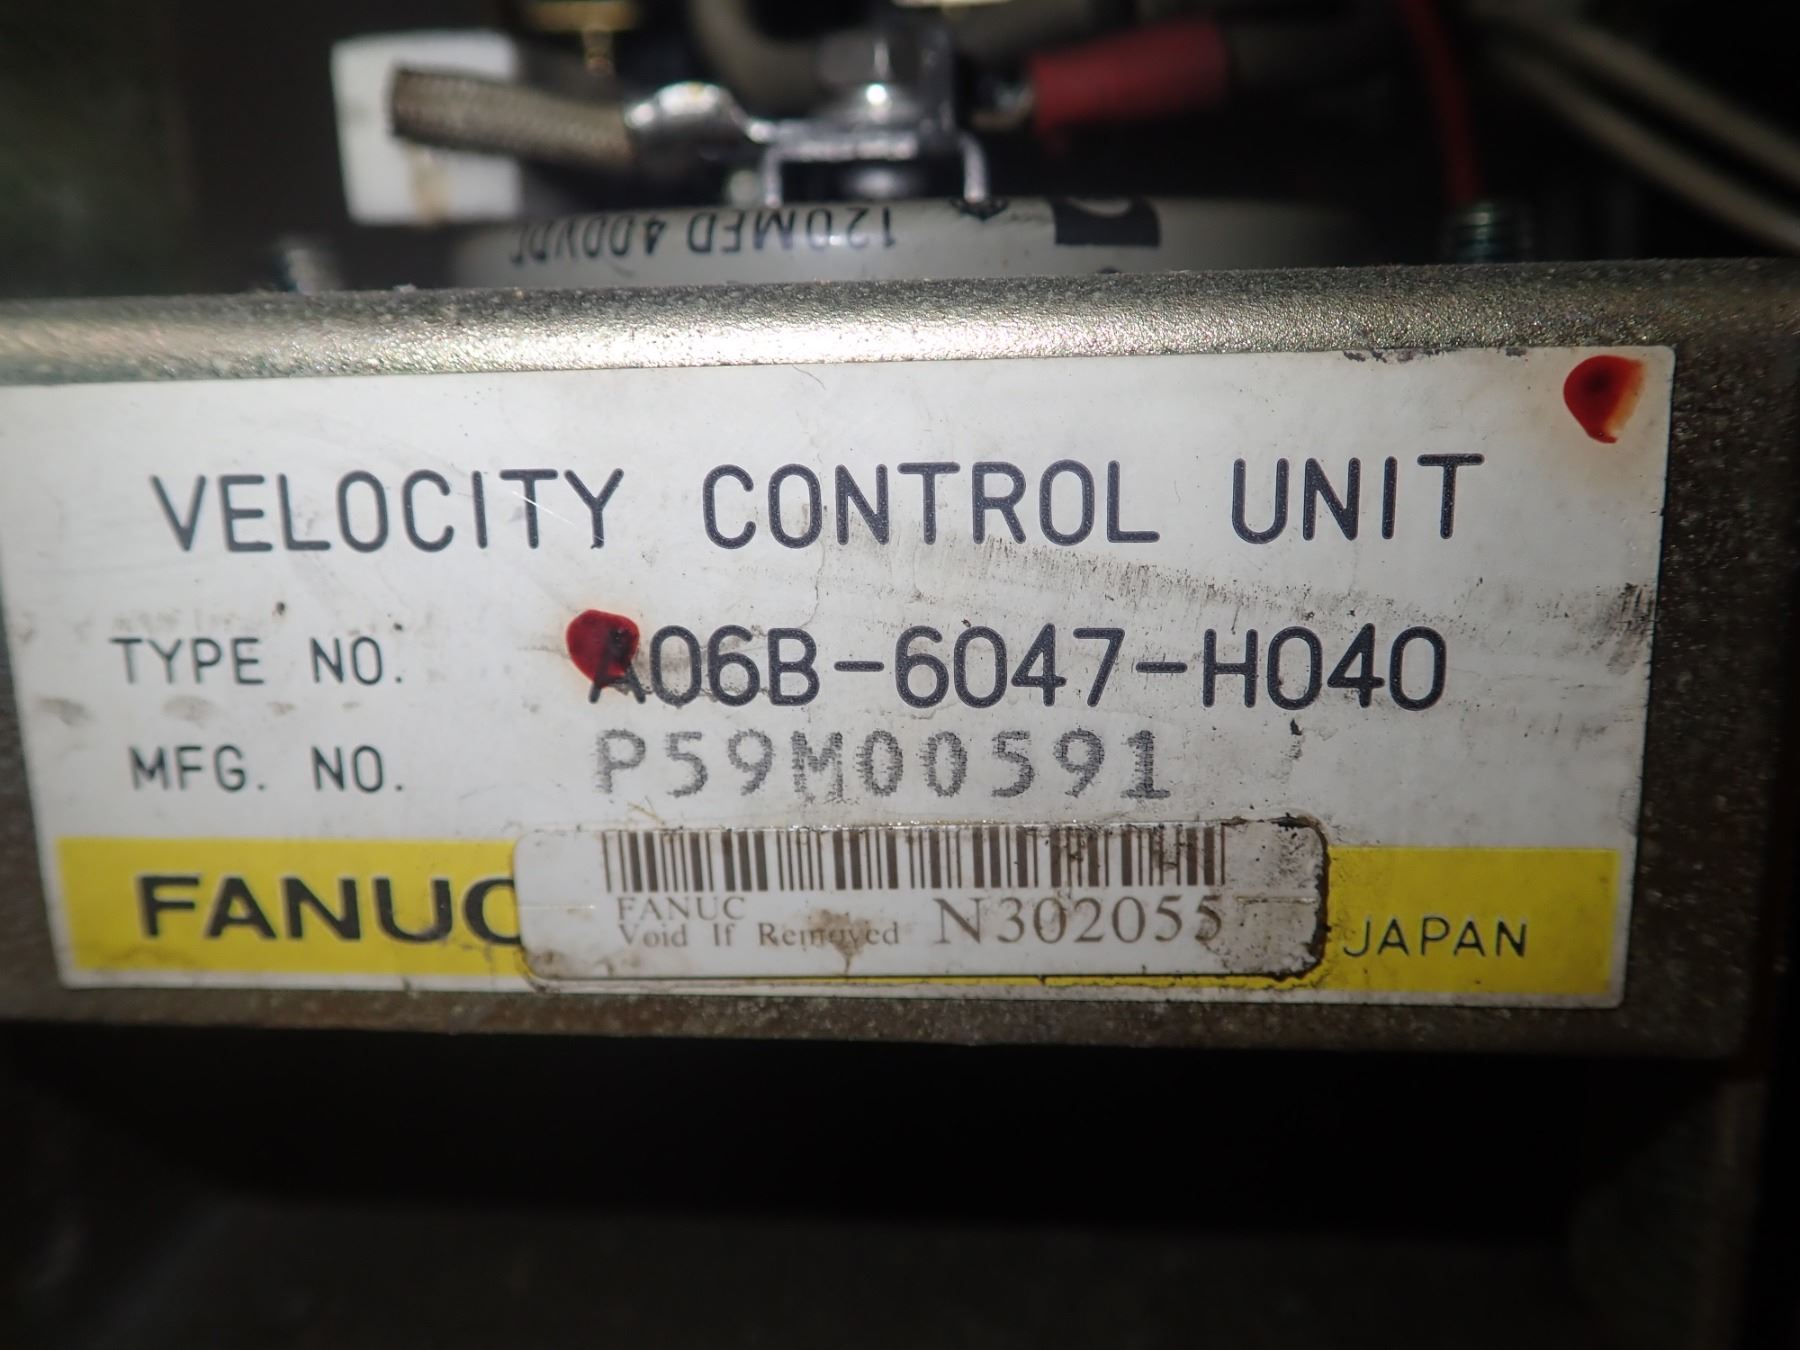 120MFD 400VDC
VELOCITY CONTROL UNIT
TYPE NO. A06B-6047-H040
MFG. NO. P59M00591
FANUC
FANUC
Void If Removed N302055
JAPAN